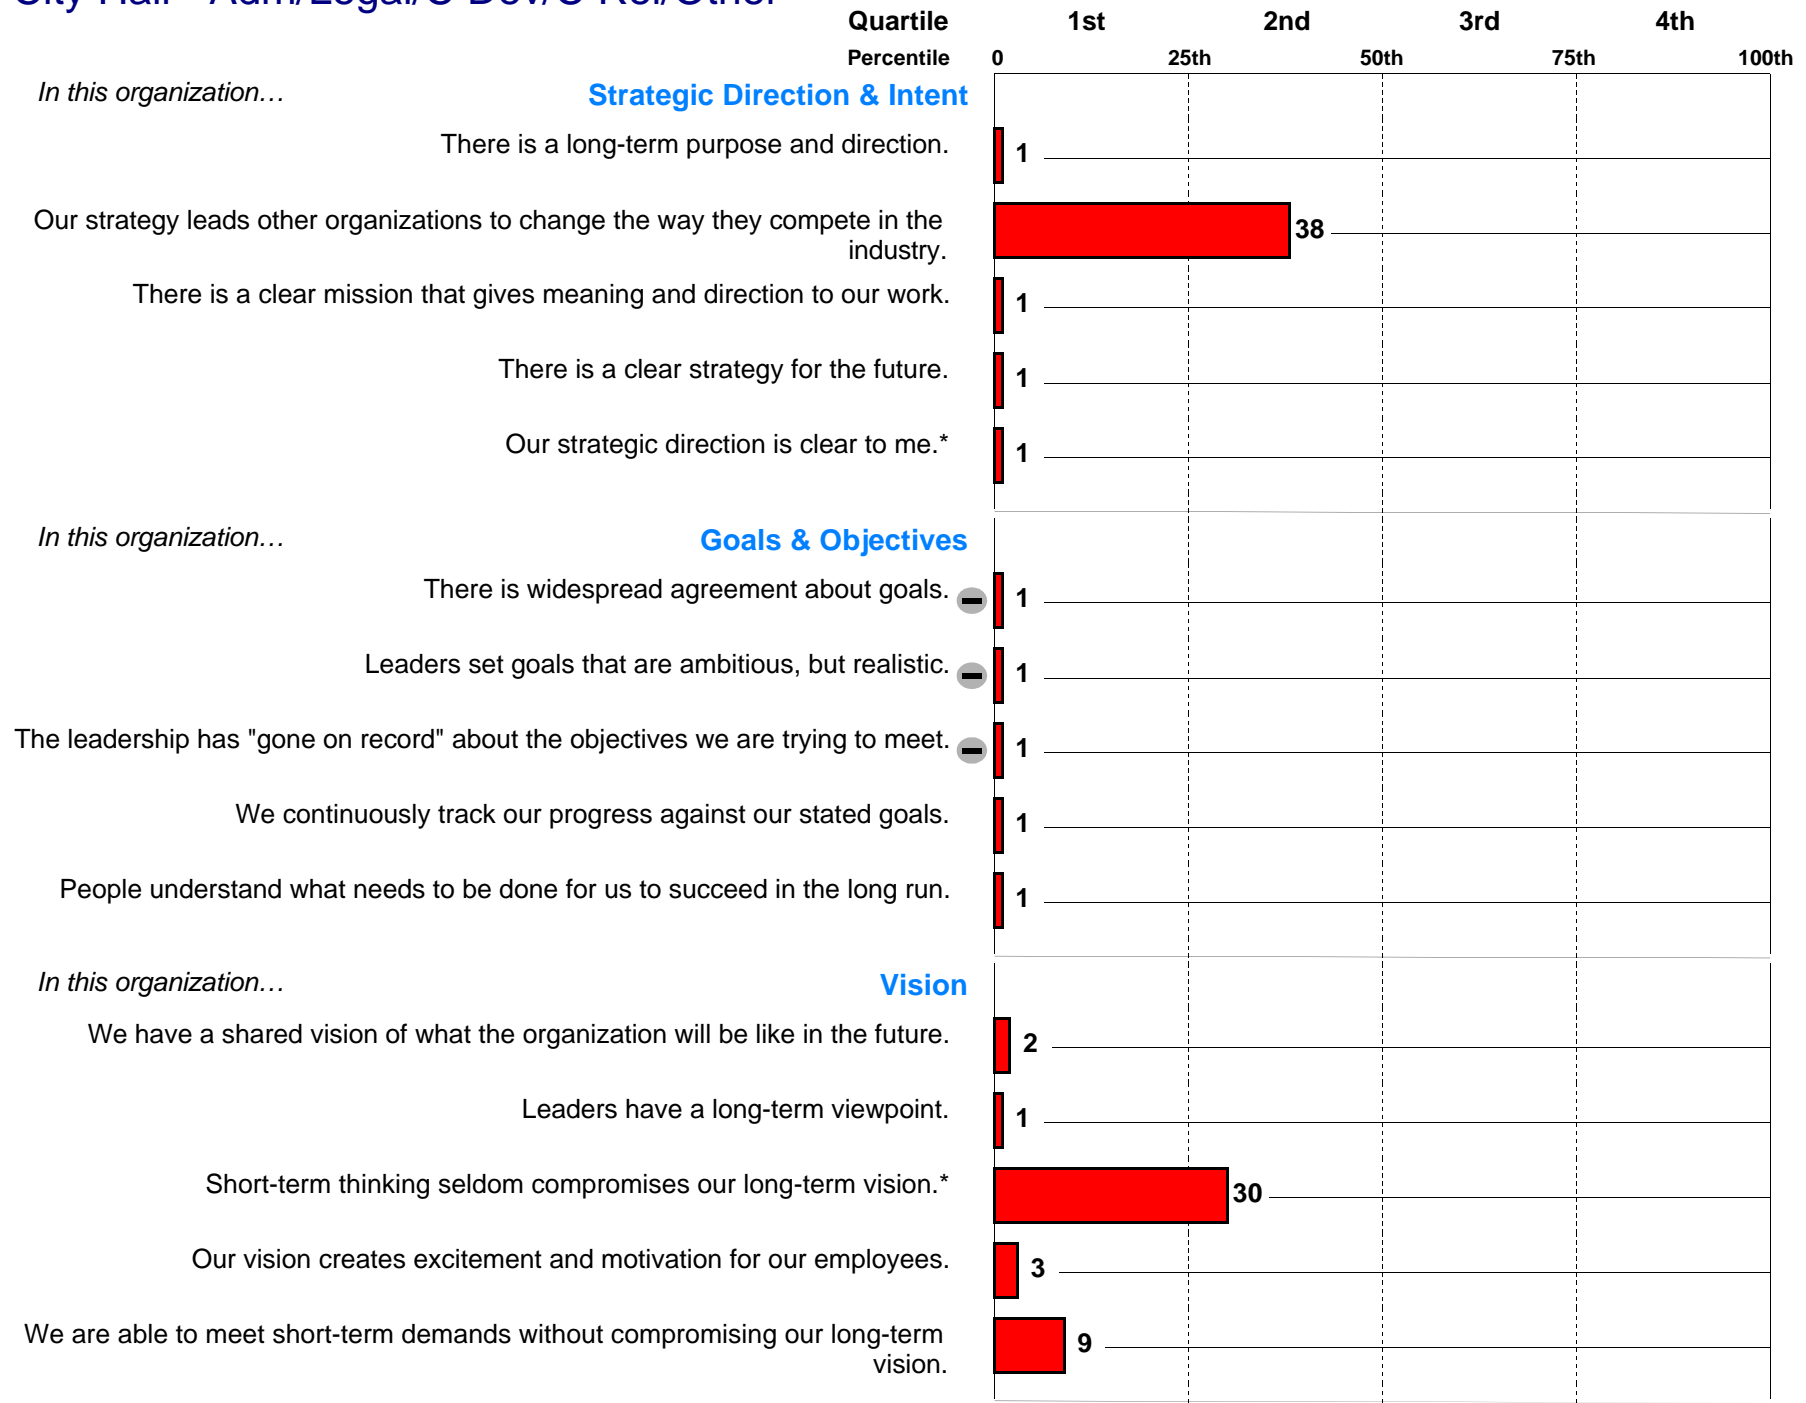 City Hall - Adm/Legal/C Dev/C Rel/Other
Quartile 1st 2nd 3rd 4th
Percentile 0 25th 50th 75th 100th
In this organization… Strategic Direction & Intent
There is a long-term purpose and direction. 1
Our strategy leads other organizations to change the way they compete in the
industry. 38
There is a clear mission that gives meaning and direction to our work. 1
There is a clear strategy for the future. 1
Our strategic direction is clear to me.* 1
In this organization… Goals & Objectives
There is widespread agreement about goals. 1
Leaders set goals that are ambitious, but realistic. 1
The leadership has "gone on record" about the objectives we are trying to meet. 1
We continuously track our progress against our stated goals. 1
People understand what needs to be done for us to succeed in the long run. 1
In this organization… Vision
We have a shared vision of what the organization will be like in the future. 2
Leaders have a long-term viewpoint. 1
Short-term thinking seldom compromises our long-term vision.* 30
Our vision creates excitement and motivation for our employees. 3
We are able to meet short-term demands without compromising our long-term
vision. 9